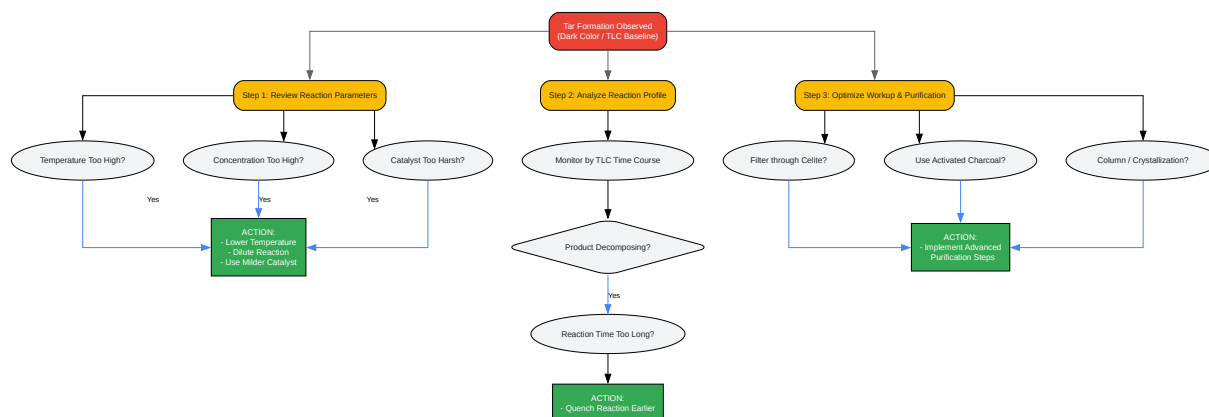 Tar Formation Observed
(Dark Color / TLC Baseline)
Step 1: Review Reaction Parameters
Step 2: Analyze Reaction Profile
Step 3: Optimize Workup & Purification
Temperature Too High?
Concentration Too High?
Catalyst Too Harsh?
Monitor by TLC Time Course
Filter through Celite?
Use Activated Charcoal?
Column / Crystallization?
Yes
Yes
Yes
ACTION:
- Lower Temperature
- Dilute Reaction
- Use Milder Catalyst
Product Decomposing?
ACTION:
- Implement Advanced
Purification Steps
Yes
Reaction Time Too Long?
ACTION:
- Quench Reaction Earlier